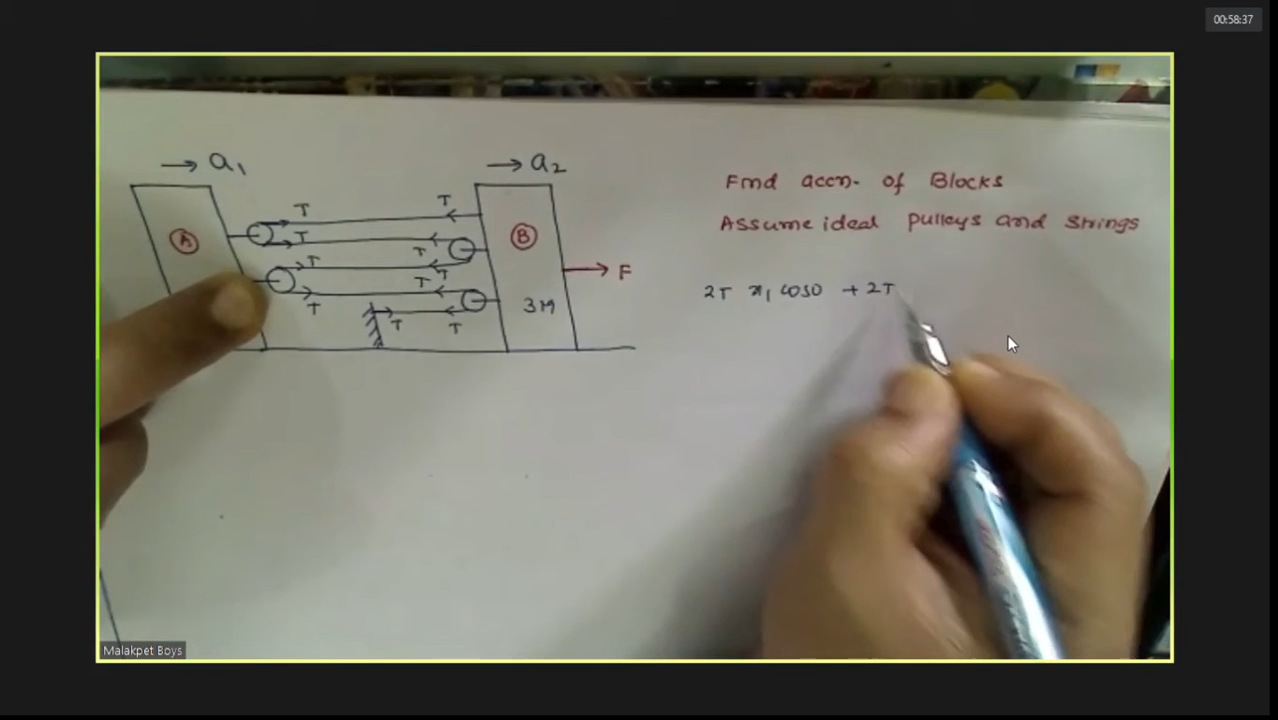 00:58:37
→ a1
→ a2
Find accn. of Blocks
Assume ideal pulleys and strings
A
B
T
T
T
T
T
T
T
T
T
T
F
3M
2T x1 cos0 + 2T
Malakpet Boys